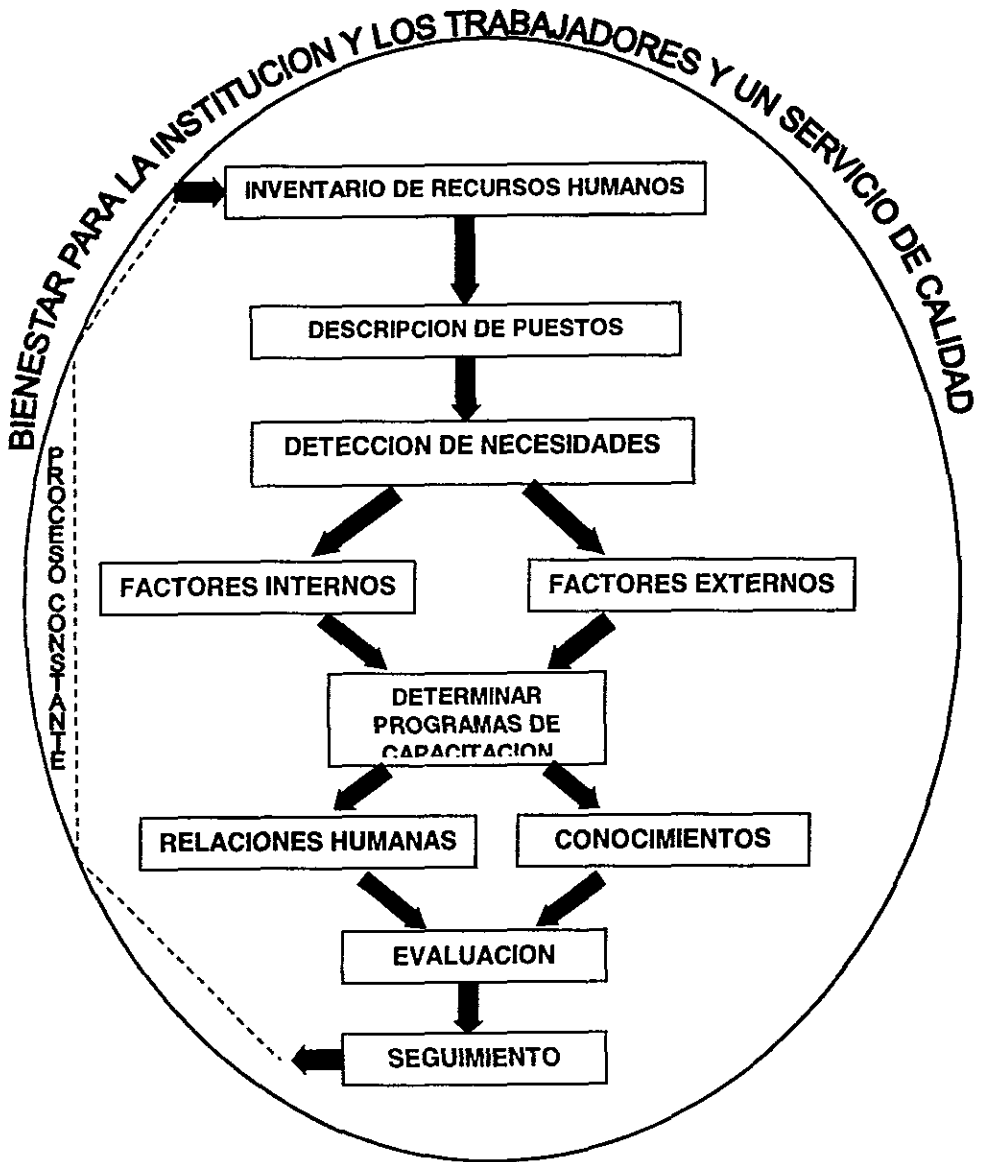 BIENESTAR PARA LA INSTITUCION Y LOS TRABAJADORES Y UN SERVICIO DE CALIDAD
INVENTARIO DE RECURSOS HUMANOS
DESCRIPCION DE PUESTOS
DETECCION DE NECESIDADES
PROCESO CONSTANTE
FACTORES INTERNOS
FACTORES EXTERNOS
DETERMINAR
PROGRAMAS DE
CAPACITACION
RELACIONES HUMANAS
CONOCIMIENTOS
EVALUACION
SEGUIMIENTO